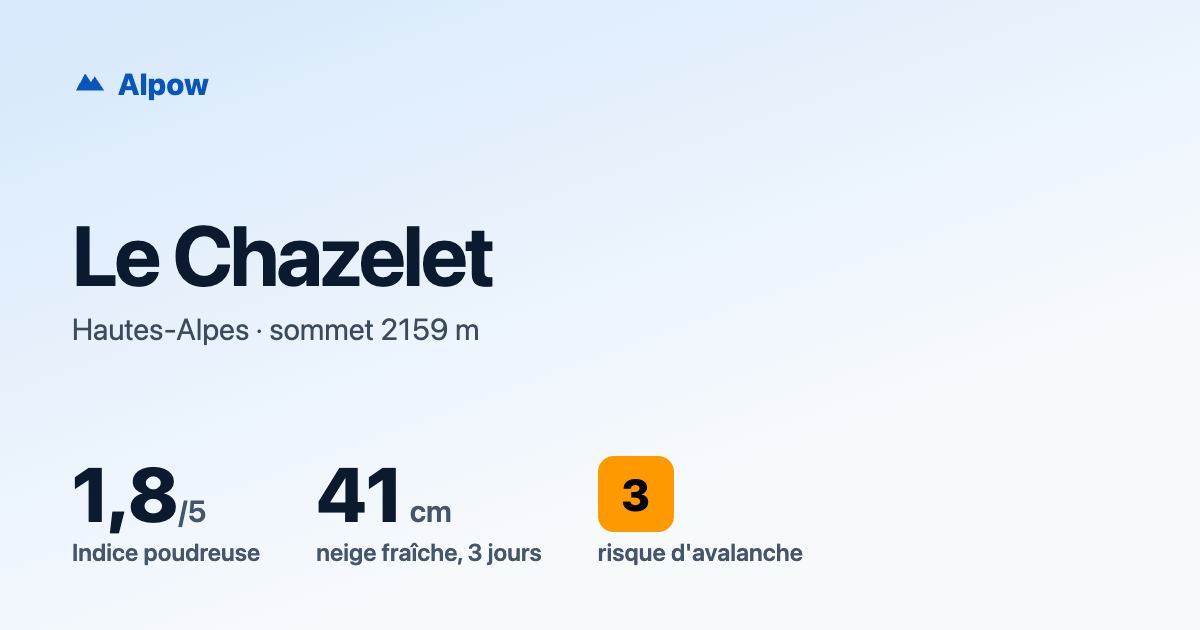 Alpow
Le Chazelet
Hautes-Alpes · sommet 2159 m
1,8/5
Indice poudreuse
41 cm
neige fraîche, 3 jours
3
risque d'avalanche